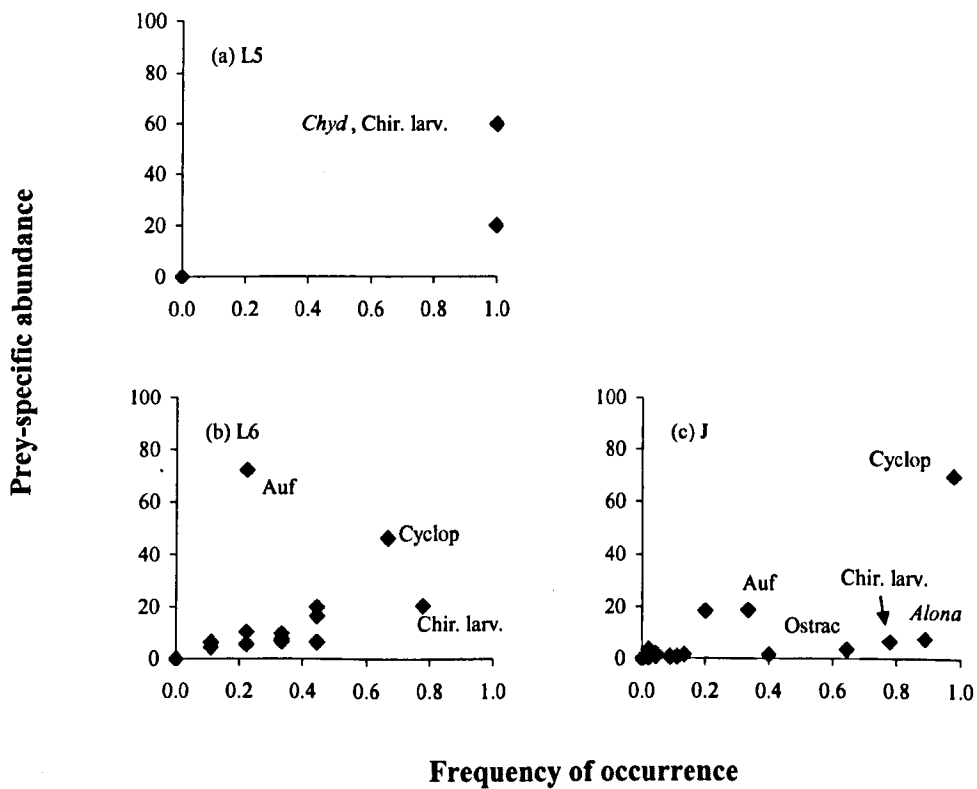 100
(a) L5
80
Chyd, Chir. larv.
60
40
20
0
0.0 0.2 0.4 0.6 0.8 1.0
Prey-specific abundance
100
(b) L6
80
Auf
60
Cyclop
40
20
Chir. larv.
0
0.0 0.2 0.4 0.6 0.8 1.0
100
(c) J
80
Cyclop
60
40
Chir. larv.
Auf
20
Ostrac
Alona
0
0.0 0.2 0.4 0.6 0.8 1.0
Frequency of occurrence